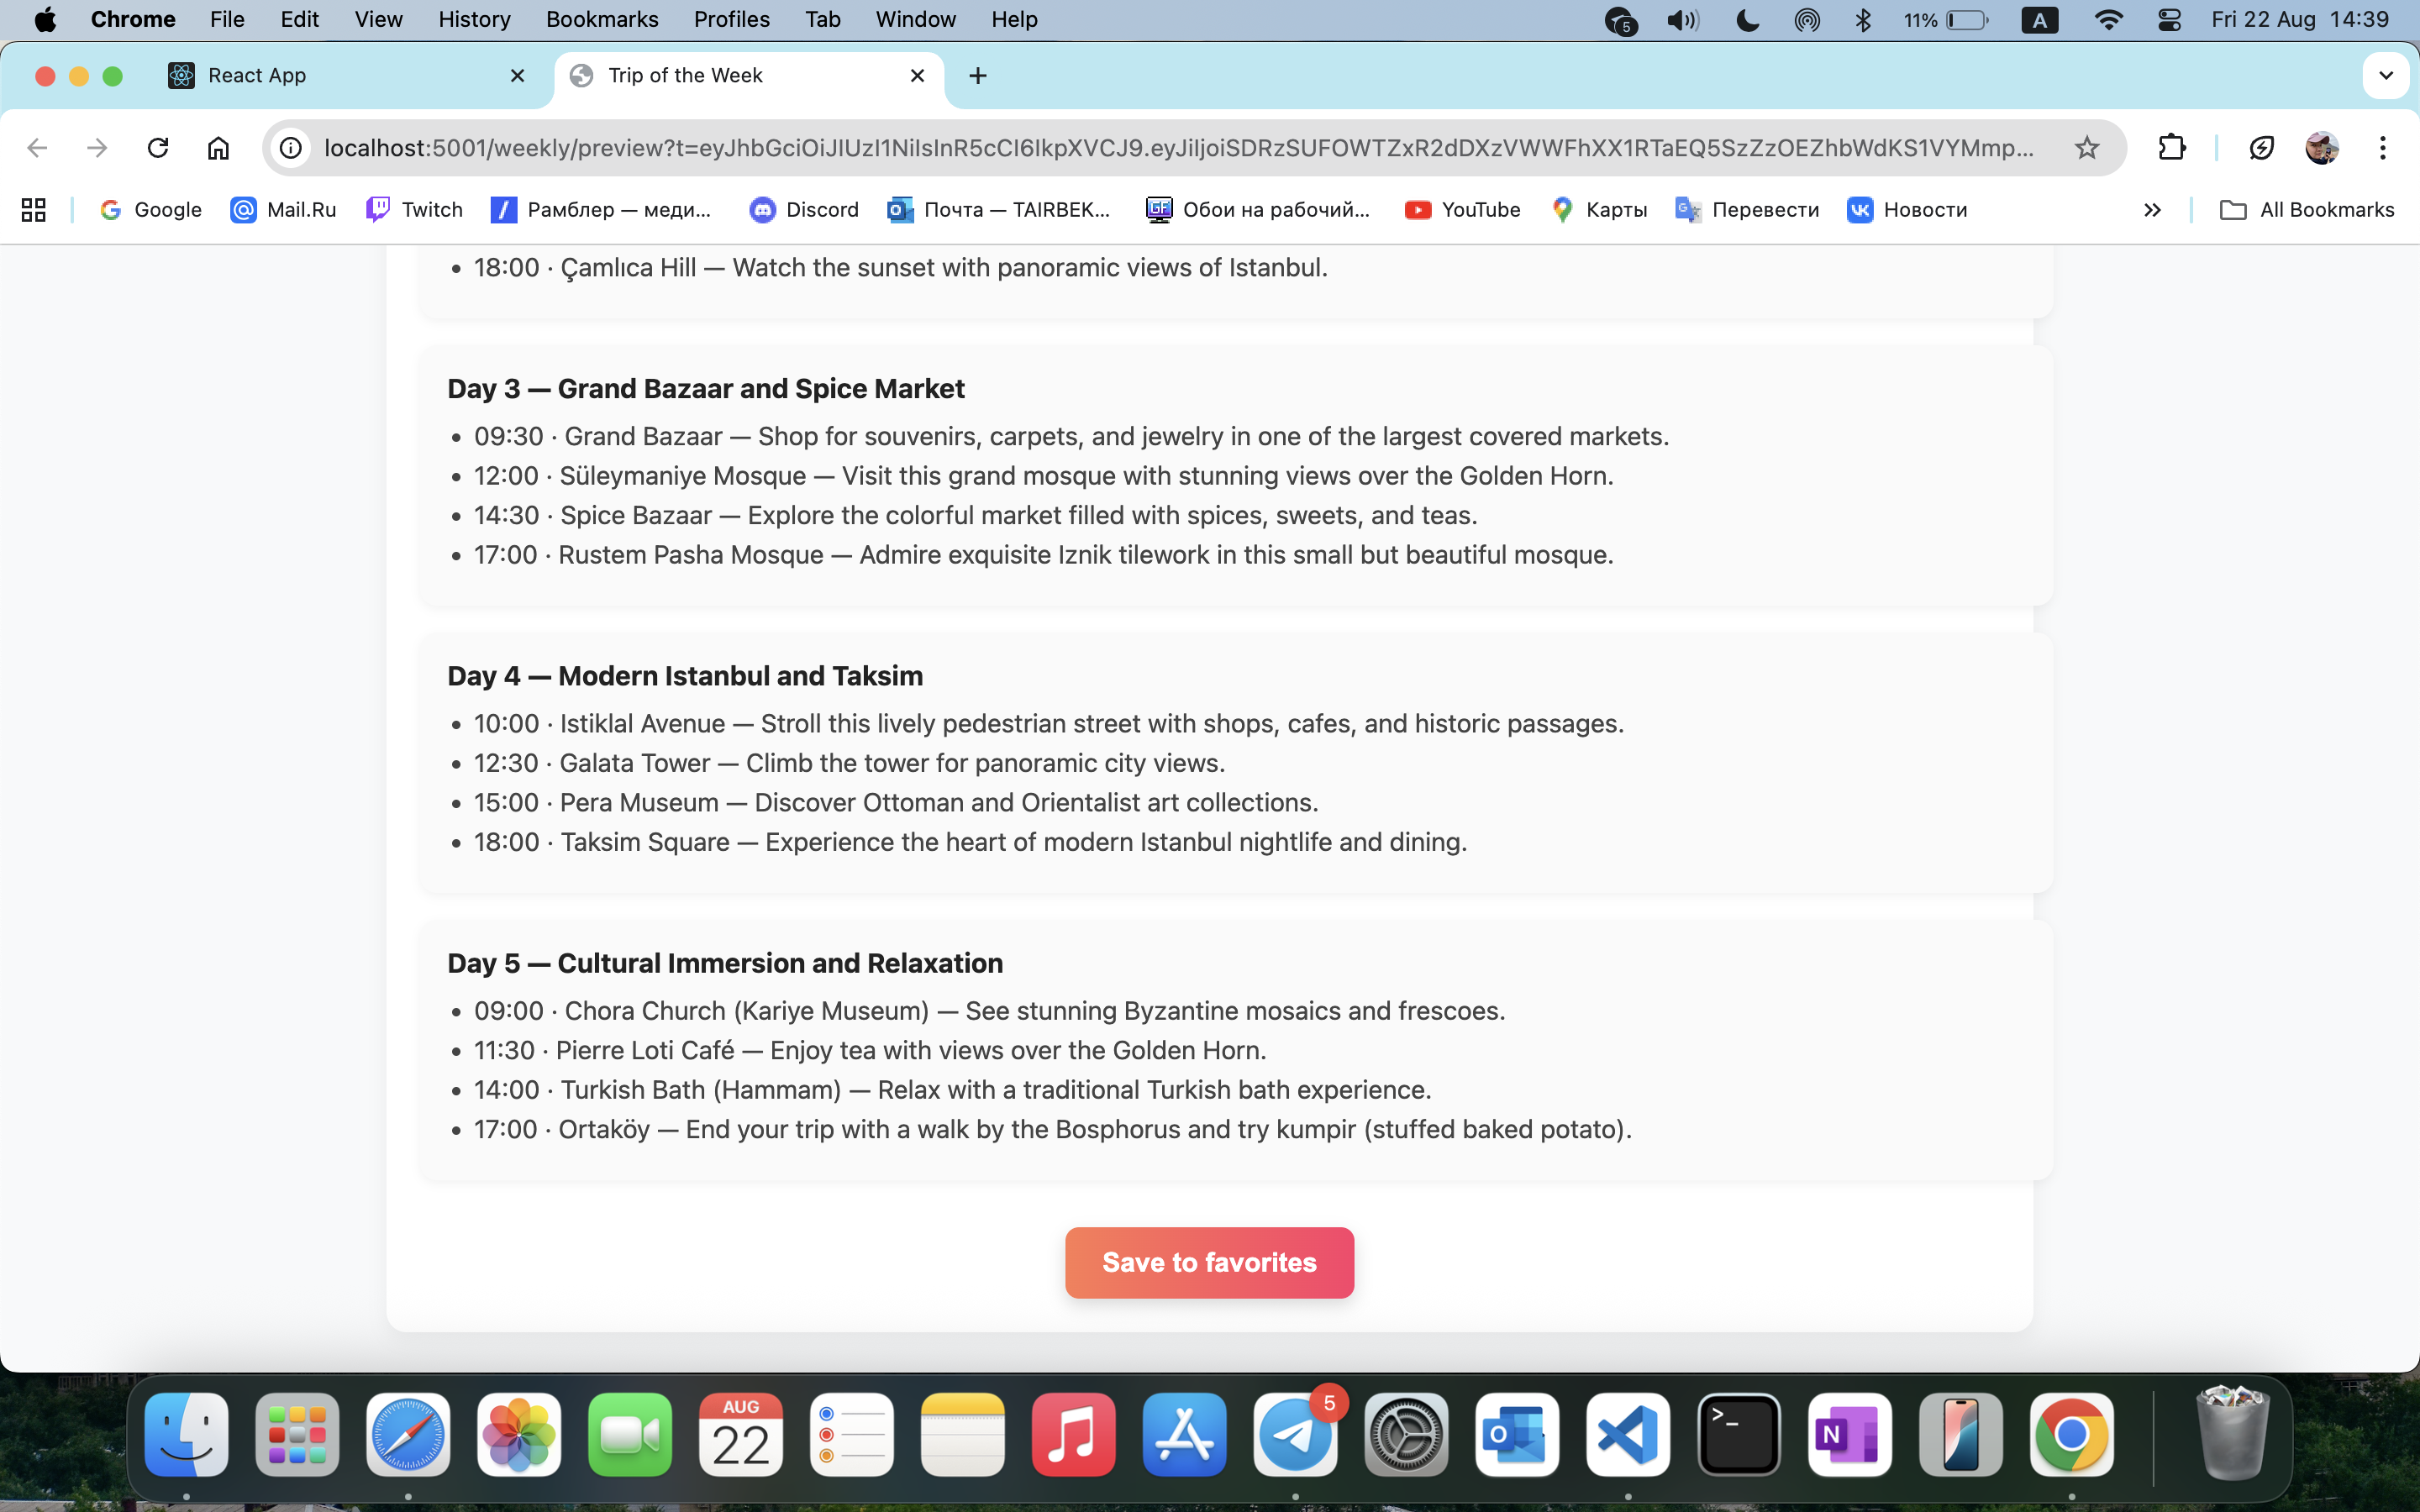 Chrome File Edit View History Bookmarks Profiles Tab Window Help 5 11% A Fri 22 Aug 14:39
React App Trip of the Week
localhost:5001/weekly/preview?t=eyJhbGciOiJIUzI1NiIsInR5cCI6IkpXVCJ9.eyJiIjoiSDRzSUFOWTZxR2dDXzVWWFhXX1RTaEQ5SzZzOEZhbWdKS1VYMmp...
Google Mail.Ru Twitch Рамблер — меди... Discord Почта — TAIRBEK... Обои на рабочий... YouTube Карты Перевести Новости All Bookmarks
• 18:00 · Çamlıca Hill — Watch the sunset with panoramic views of Istanbul.
Day 3 — Grand Bazaar and Spice Market
• 09:30 · Grand Bazaar — Shop for souvenirs, carpets, and jewelry in one of the largest covered markets.
• 12:00 · Süleymaniye Mosque — Visit this grand mosque with stunning views over the Golden Horn.
• 14:30 · Spice Bazaar — Explore the colorful market filled with spices, sweets, and teas.
• 17:00 · Rustem Pasha Mosque — Admire exquisite Iznik tilework in this small but beautiful mosque.
Day 4 — Modern Istanbul and Taksim
• 10:00 · Istiklal Avenue — Stroll this lively pedestrian street with shops, cafes, and historic passages.
• 12:30 · Galata Tower — Climb the tower for panoramic city views.
• 15:00 · Pera Museum — Discover Ottoman and Orientalist art collections.
• 18:00 · Taksim Square — Experience the heart of modern Istanbul nightlife and dining.
Day 5 — Cultural Immersion and Relaxation
• 09:00 · Chora Church (Kariye Museum) — See stunning Byzantine mosaics and frescoes.
• 11:30 · Pierre Loti Café — Enjoy tea with views over the Golden Horn.
• 14:00 · Turkish Bath (Hammam) — Relax with a traditional Turkish bath experience.
• 17:00 · Ortaköy — End your trip with a walk by the Bosphorus and try kumpir (stuffed baked potato).
Save to favorites
AUG 5
22